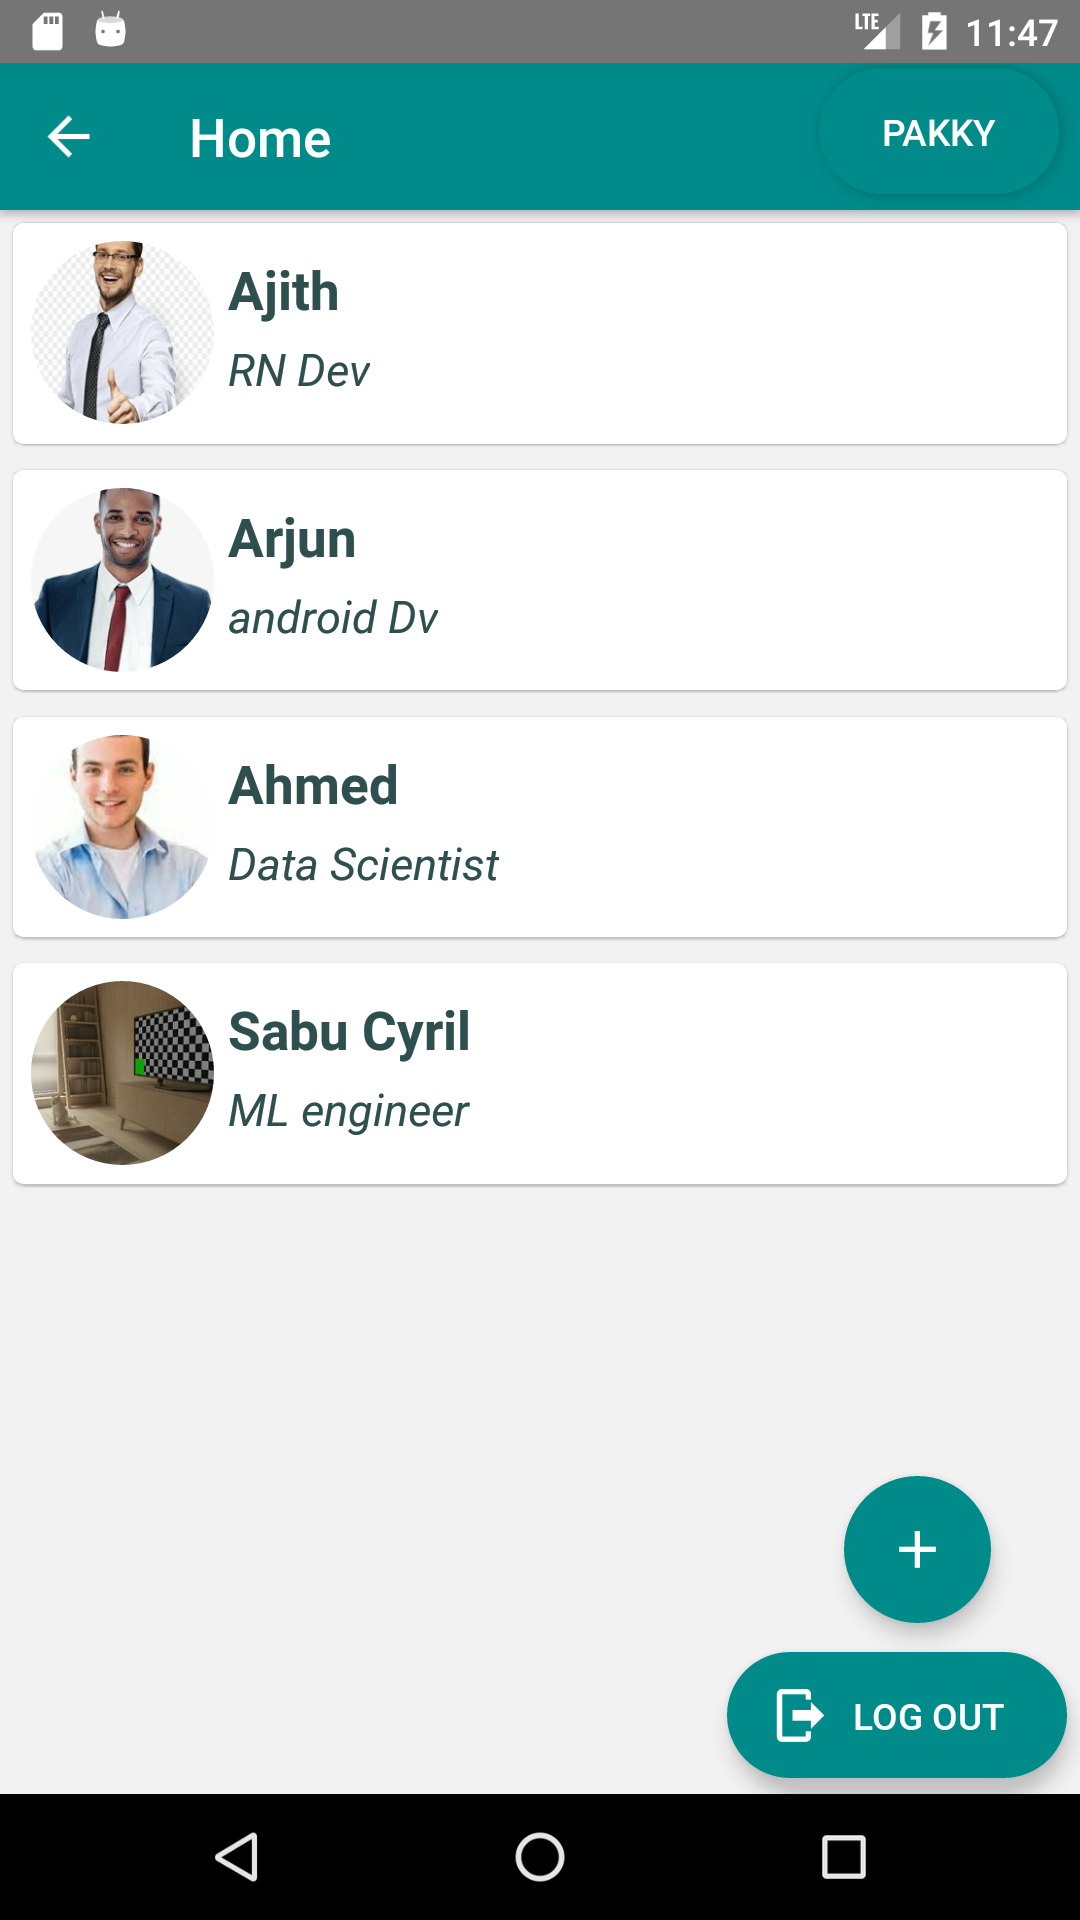 LTE 11:47
Home PAKKY
Ajith
RN Dev
Arjun
android Dv
Ahmed
Data Scientist
Sabu Cyril
ML engineer
+
LOG OUT